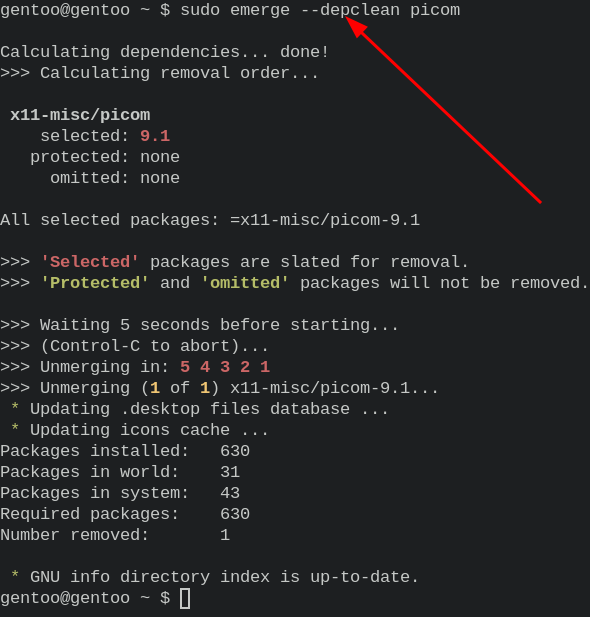 gentoo@gentoo ~ $ sudo emerge --depclean picom
Calculating dependencies... done!
>>> Calculating removal order...
x11-misc/picom
selected: 9.1
protected: none
omitted: none
All selected packages: =x11-misc/picom-9.1
>>> 'Selected' packages are slated for removal.
>>> 'Protected' and 'omitted' packages will not be removed.
>>> Waiting 5 seconds before starting...
>>> (Control-C to abort)...
>>> Unmerging in: 5 4 3 2 1
>>> Unmerging (1 of 1) x11-misc/picom-9.1...
* Updating .desktop files database ...
* Updating icons cache ...
Packages installed: 630
Packages in world: 31
Packages in system: 43
Required packages: 630
Number removed: 1
* GNU info directory index is up-to-date.
gentoo@gentoo ~ $